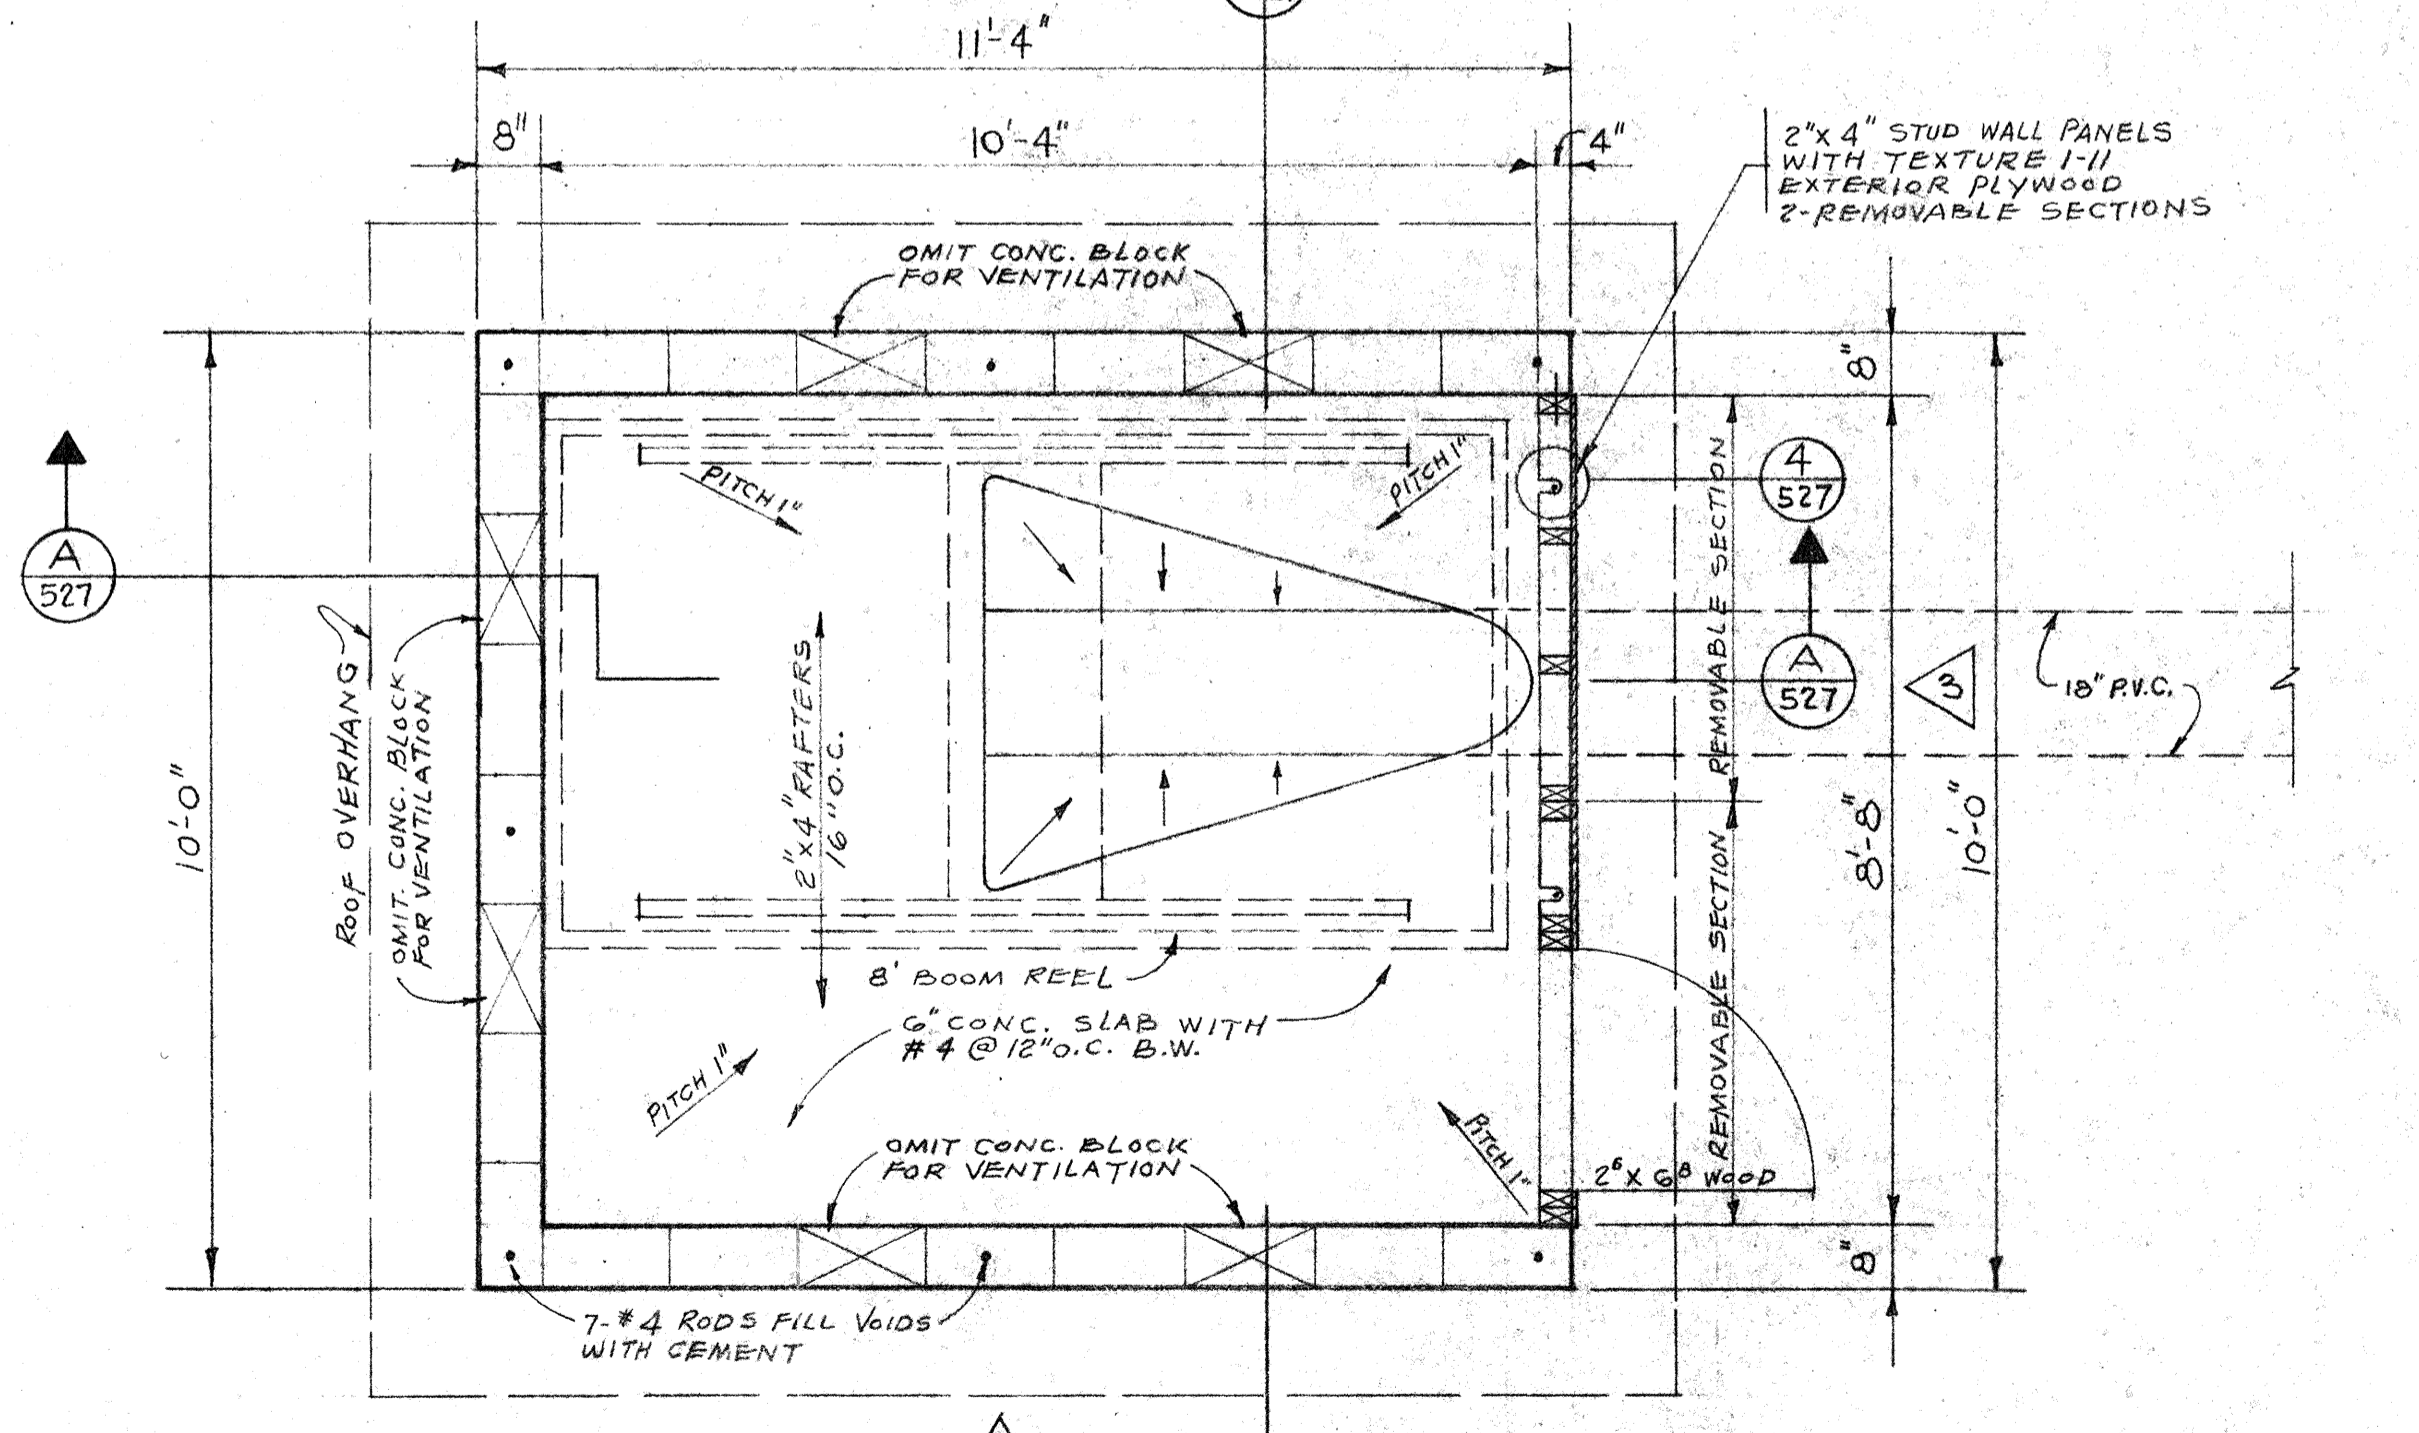 11'-4"
8"
10'-4"
4"
2"X 4" STUD WALL PANELS
WITH TEXTURE 1-11
EXTERIOR PLYWOOD
2-REMOVABLE SECTIONS
OMIT CONC. BLOCK
FOR VENTILATION
8"
PITCH 1"
PITCH 1"
REMOVABLE SECTION
4
527
A
527
A
527
3
18" P.V.C.
10'-0"
ROOF OVERHANG
OMIT. CONC. BLOCK
FOR VENTILATION
2"X 4" RAFTERS
16" O.C.
8'-8"
10'-0"
REMOVABLE SECTION
8' BOOM REEL
6" CONC. SLAB WITH
#4 @ 12" O.C. B.W.
PITCH 1"
PITCH 1"
OMIT CONC. BLOCK
FOR VENTILATION
2⁶ X 6⁸ WOOD
8"
7-#4 RODS FILL VOIDS
WITH CEMENT